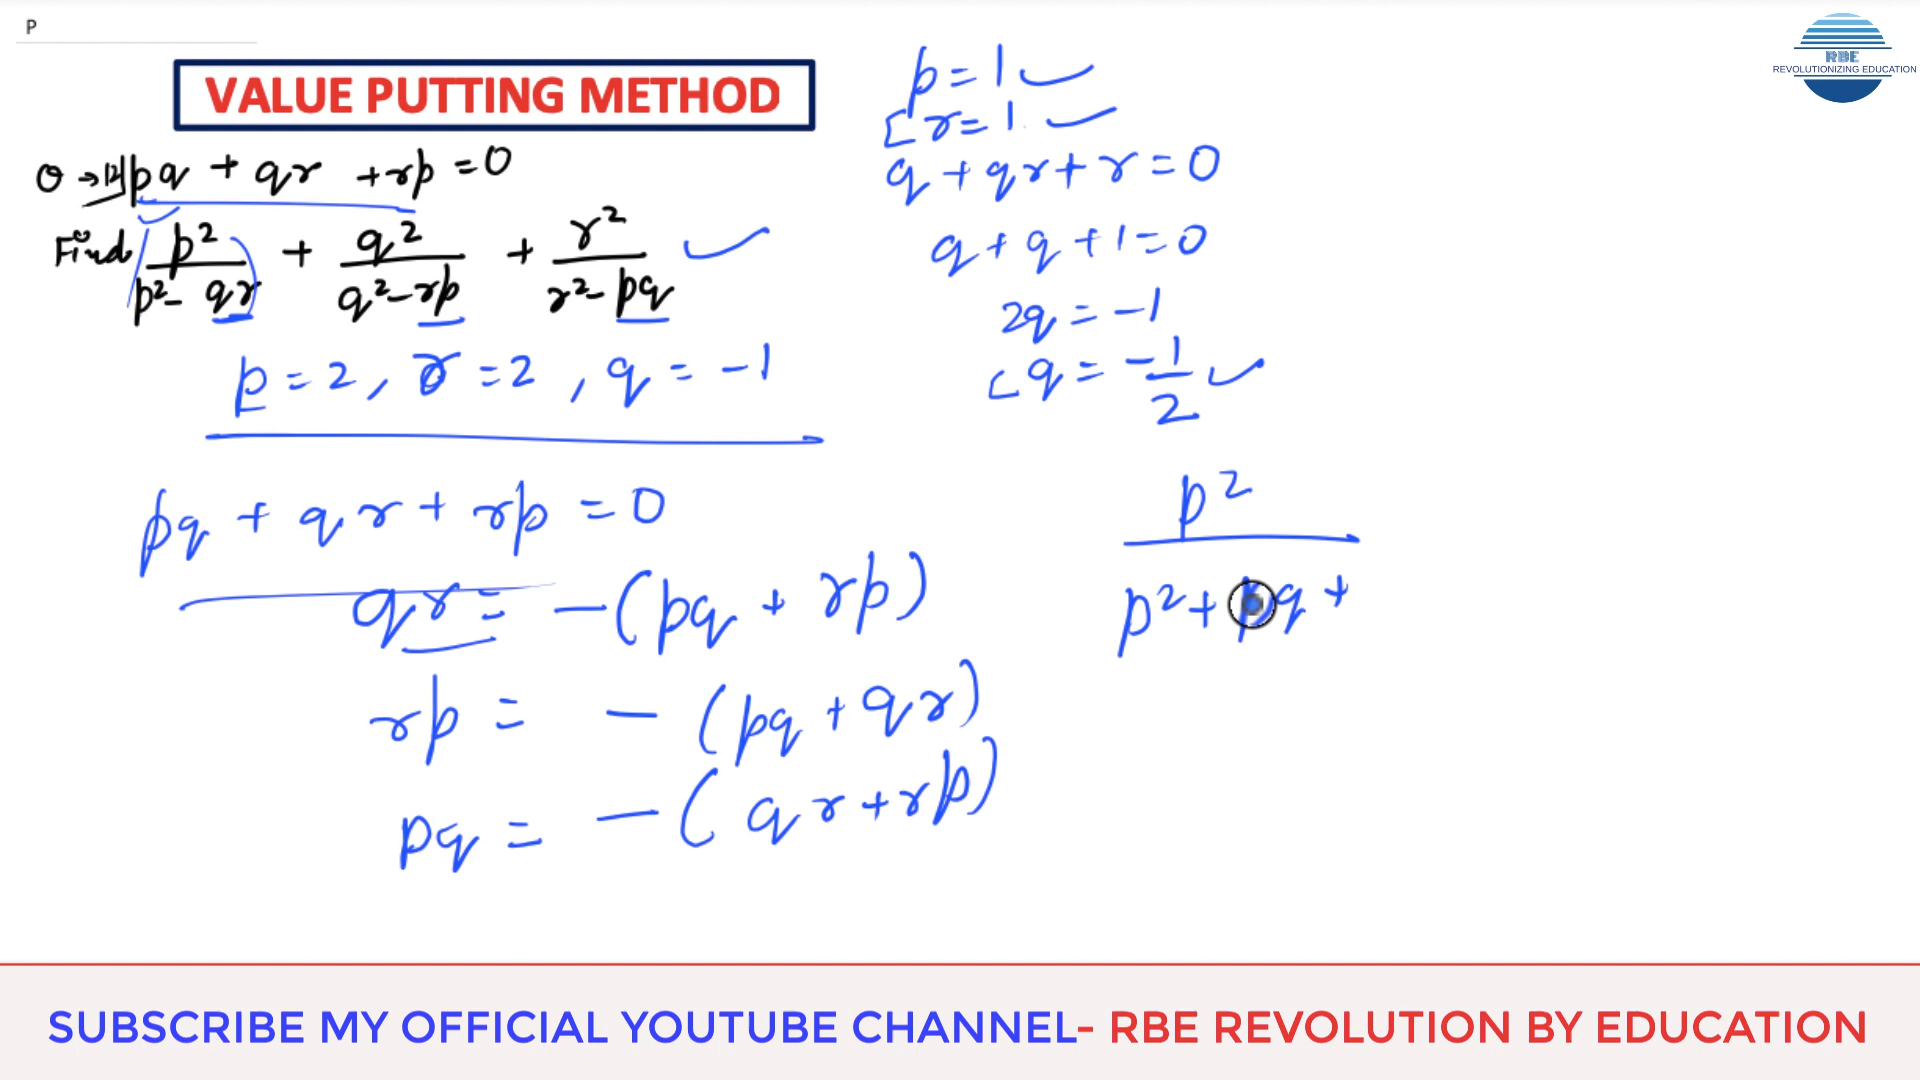 P
RBE
REVOLUTIONIZING EDUCATION
VALUE PUTTING METHOD
pq + qr + rp = 0
Find p²/(p² - qr) + q²/(q² - rp) + r²/(r² - pq)
p = 2, r = 2, q = -1
pq + qr + rp = 0
qr = -(pq + rp)
rp = -(pq + qr)
pq = -(qr + rp)
p = 1
r = 1
q + qr + r = 0
q + q + 1 = 0
2q = -1
q = -1/2
p²/(p² + pq +
SUBSCRIBE MY OFFICIAL YOUTUBE CHANNEL- RBE REVOLUTION BY EDUCATION